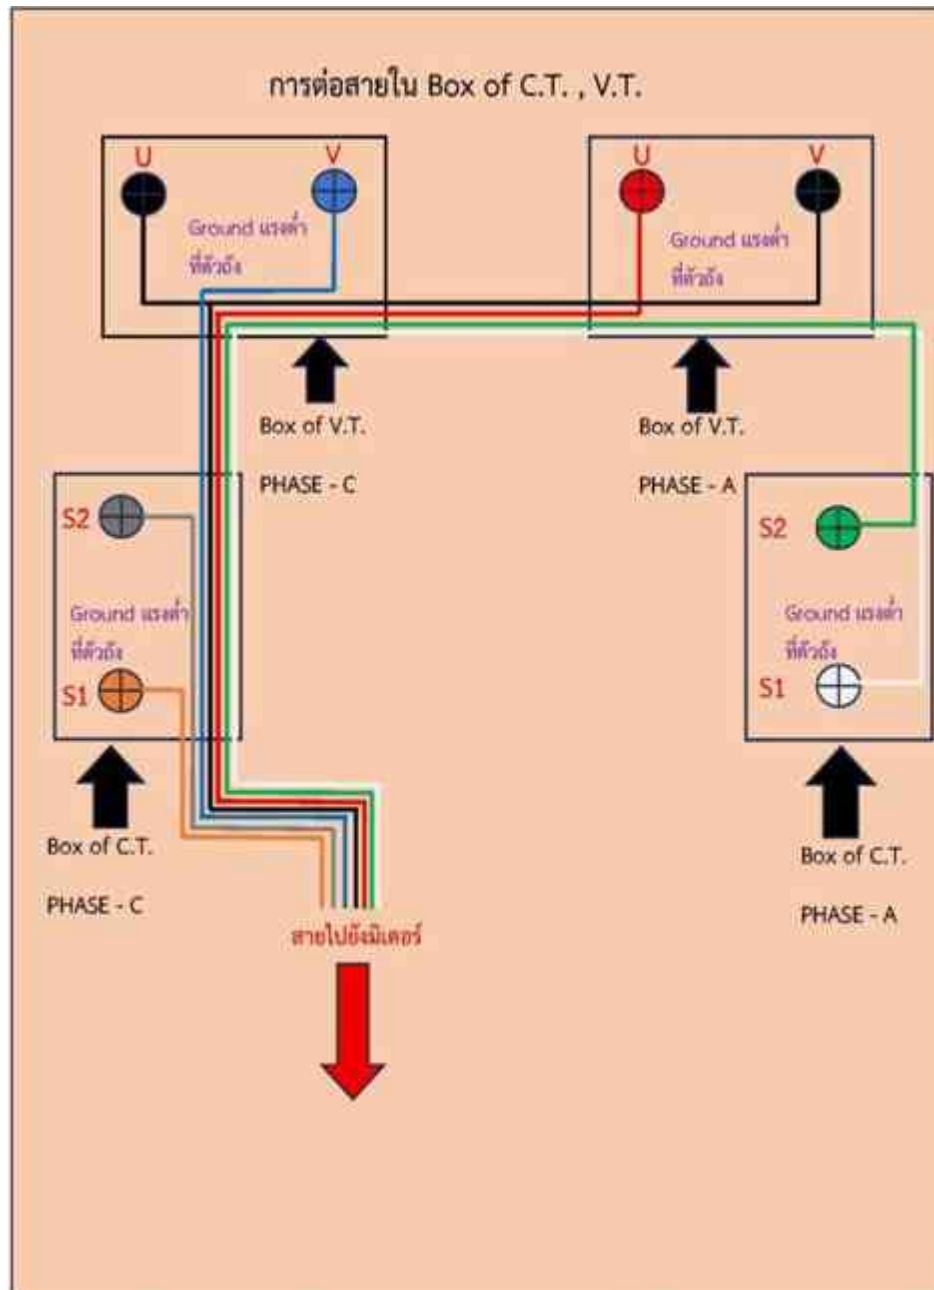 การต่อสายใน Box of C.T. , V.T.
U
V
U
V
Ground แรงต่ำ
ที่ตัวถัง
Ground แรงต่ำ
ที่ตัวถัง
Box of V.T.
PHASE - C
Box of V.T.
PHASE - A
S2
Ground แรงต่ำ
ที่ตัวถัง
S1
S2
Ground แรงต่ำ
ที่ตัวถัง
S1
Box of C.T.
PHASE - C
Box of C.T.
PHASE - A
สายไปยังมิเตอร์